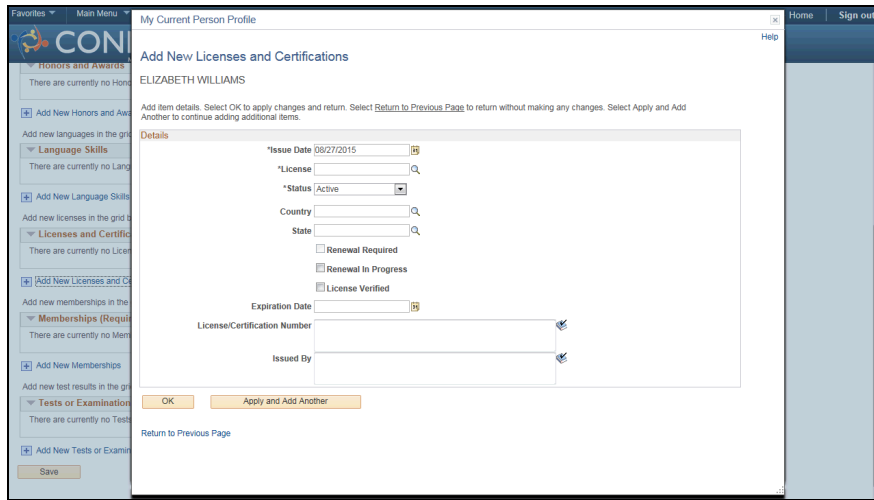 Favorites Main Menu
Home Sign out
CON
Honors and Awards
There are currently no Hono
Add New Honors and Awa
Add new languages in the grid
Language Skills
There are currently no Lang
Add New Language Skills
Add new licenses in the grid b
Licenses and Certific
There are currently no Licen
Add New Licenses and Ce
Add new memberships in the
Memberships (Requi
There are currently no Mem
Add New Memberships
Add new test results in the gri
Tests or Examination
There are currently no Tests
Add New Tests or Examin
Save
My Current Person Profile
Help
Add New Licenses and Certifications
ELIZABETH WILLIAMS
Add item details. Select OK to apply changes and return. Select Return to Previous Page to return without making any changes. Select Apply and Add
Another to continue adding additional items.
Details
*Issue Date 08/27/2015
*License
*Status Active
Country
State
Renewal Required
Renewal In Progress
License Verified
Expiration Date
License/Certification Number
Issued By
OK Apply and Add Another
Return to Previous Page